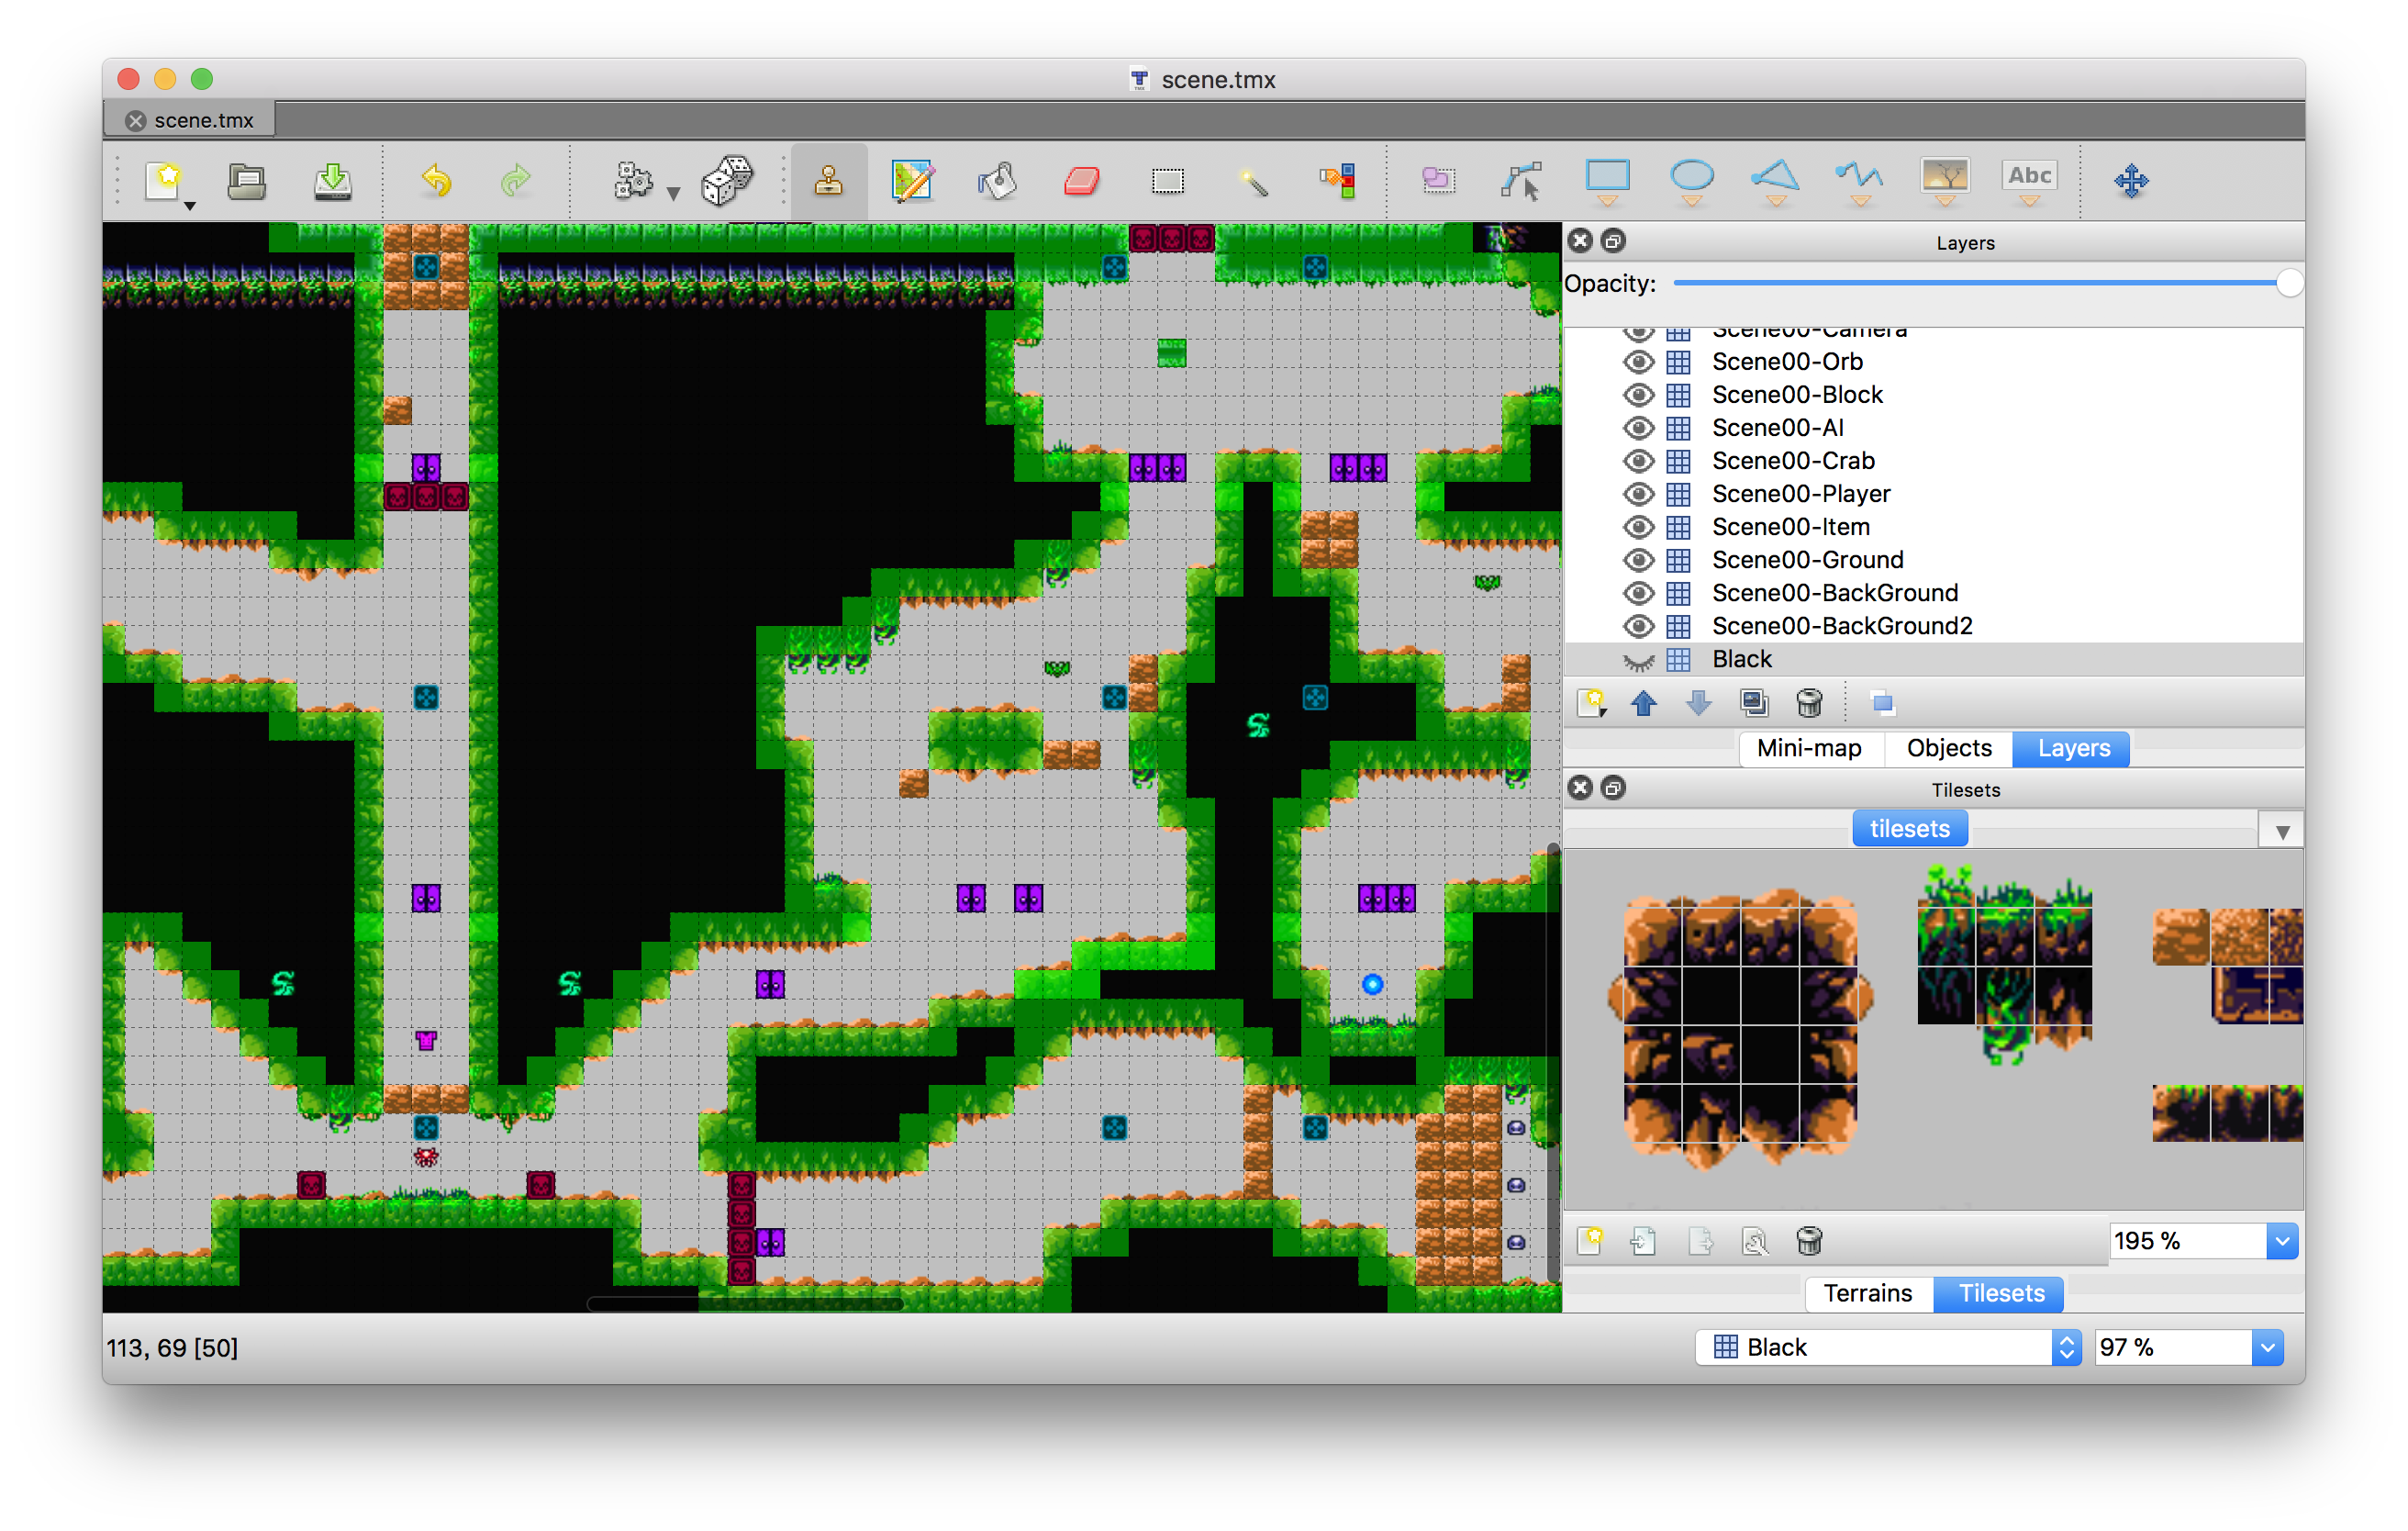 scene.tmx
scene.tmx
Abc
Layers
Opacity:
Scene00-Camera
Scene00-Orb
Scene00-Block
Scene00-AI
Scene00-Crab
Scene00-Player
Scene00-Item
Scene00-Ground
Scene00-BackGround
Scene00-BackGround2
Black
Mini-map Objects Layers
Tilesets
tilesets
195 %
Terrains Tilesets
113, 69 [50]
Black
97 %